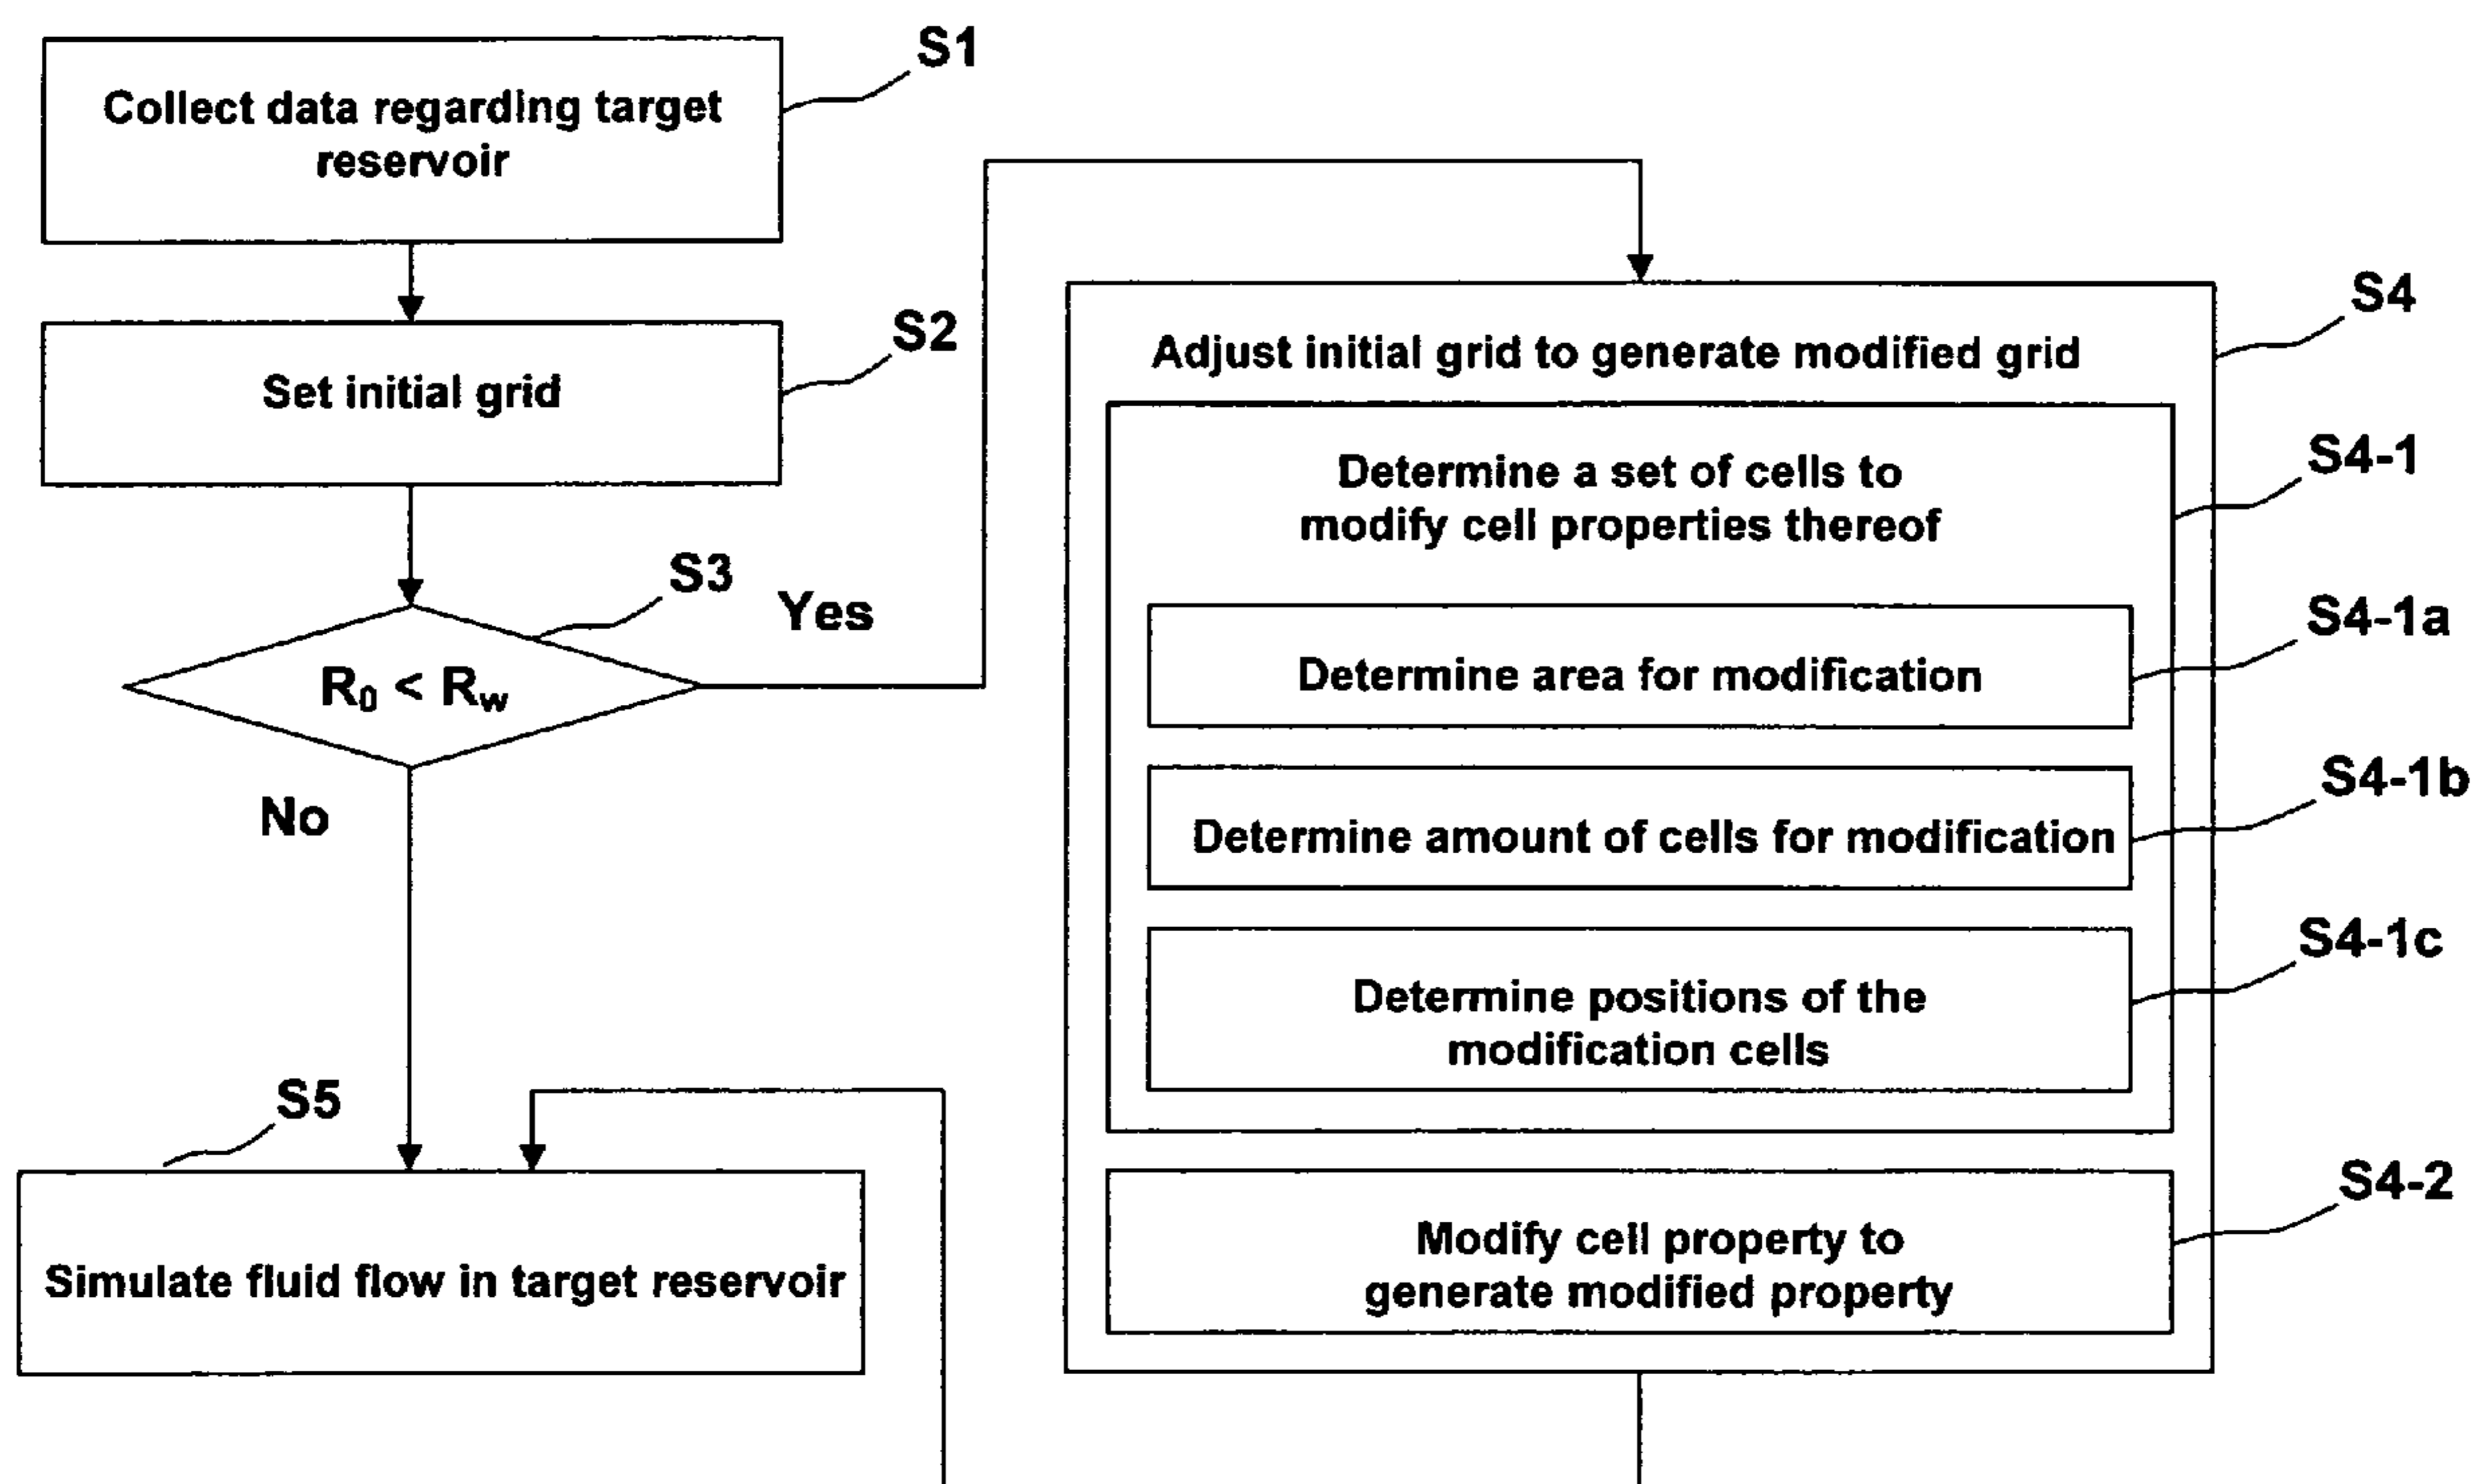 S1
Collect data regarding target
reservoir
S2
Set initial grid
S3
R₀ < Rw
Yes
No
S5
Simulate fluid flow in target reservoir
S4
Adjust initial grid to generate modified grid
S4-1
Determine a set of cells to
modify cell properties thereof
S4-1a
Determine area for modification
S4-1b
Determine amount of cells for modification
S4-1c
Determine positions of the
modification cells
S4-2
Modify cell property to
generate modified property